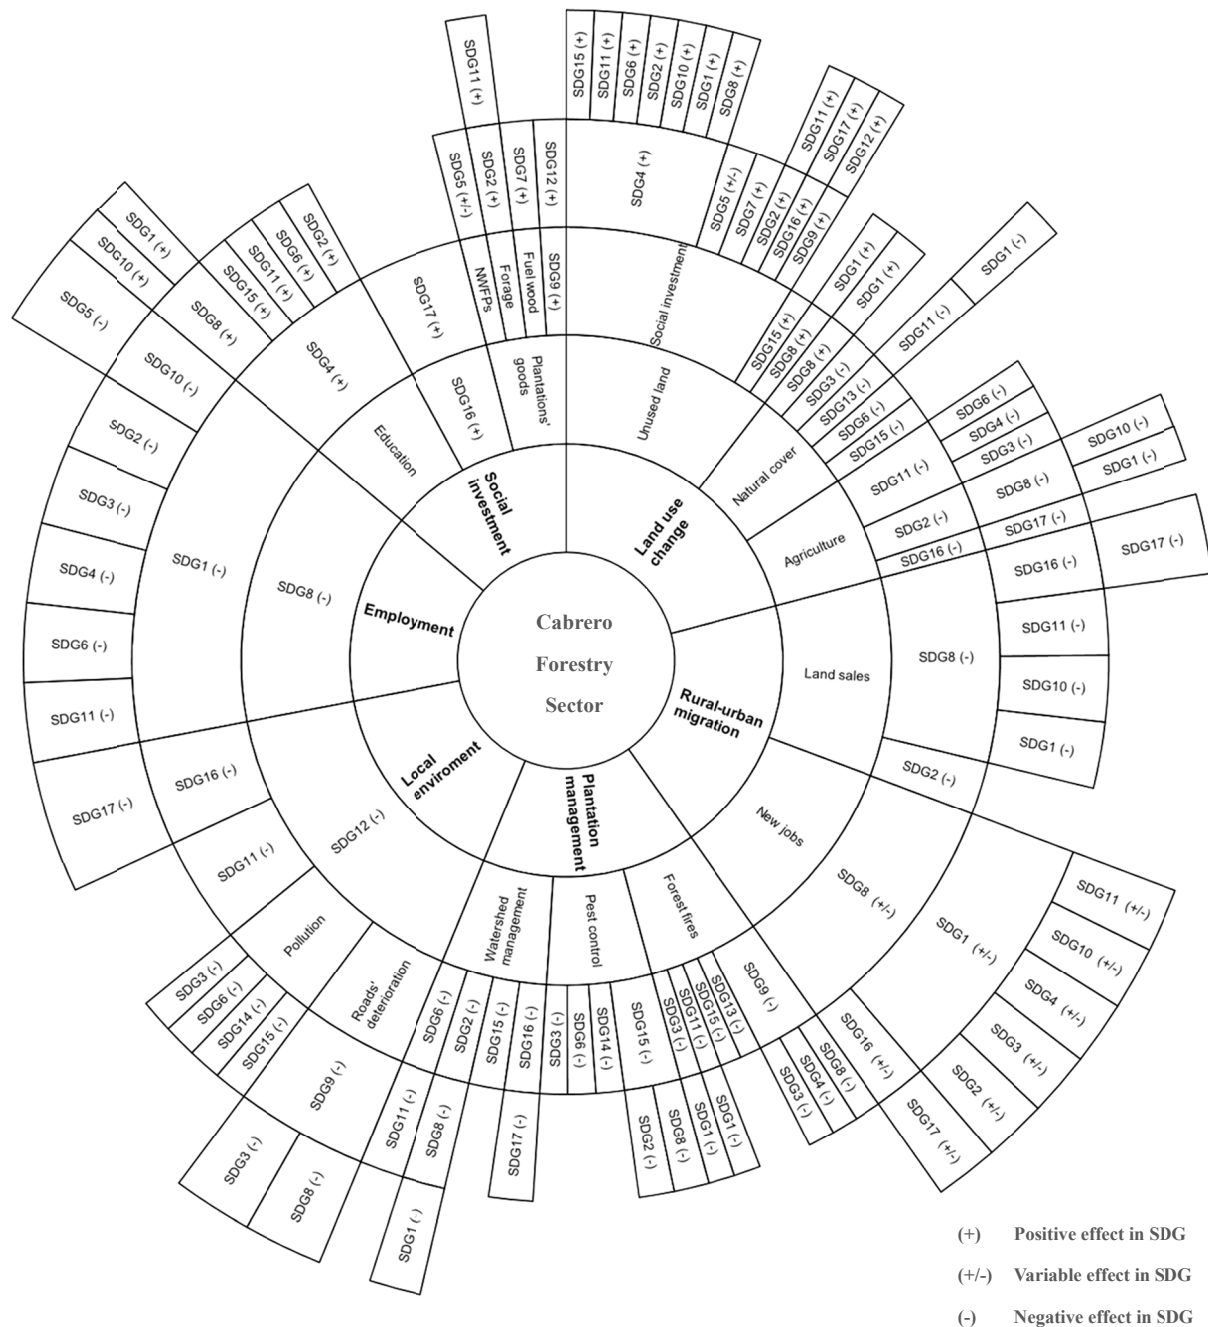 Cabrero
Forestry
Sector
Land use
change
Unused land
Social investment
SDG4 (+)
SDG15 (+)
SDG11 (+)
SDG6 (+)
SDG2 (+)
SDG10 (+)
SDG1 (+)
SDG8 (+)
SDG5 (+/-)
SDG7 (+)
SDG2 (+)
SDG16 (+)
SDG9 (+)
SDG11 (+)
SDG17 (+)
SDG12 (+)
SDG15 (+)
SDG8 (+)
SDG8 (+)
SDG1 (+)
SDG1 (+)
Natural cover
SDG3 (-)
SDG13 (-)
SDG6 (-)
SDG15 (-)
SDG11 (-)
SDG1 (-)
Agriculture
SDG11 (-)
SDG2 (-)
SDG16 (-)
SDG6 (-)
SDG4 (-)
SDG3 (-)
SDG8 (-)
SDG17 (-)
SDG10 (-)
SDG1 (-)
Rural-urban
migration
Land sales
SDG8 (-)
SDG16 (-)
SDG17 (-)
SDG11 (-)
SDG10 (-)
SDG1 (-)
SDG2 (-)
New jobs
SDG8 (+/-)
SDG1 (+/-)
SDG11 (+/-)
SDG10 (+/-)
SDG4 (+/-)
SDG3 (+/-)
SDG2 (+/-)
SDG16 (+/-)
SDG17 (+/-)
Plantation
management
Forest fires
SDG9 (-)
SDG8 (-)
SDG4 (-)
SDG3 (-)
SDG13 (-)
SDG15 (-)
SDG11 (-)
SDG3 (-)
SDG1 (-)
SDG1 (-)
Pest control
SDG15 (-)
SDG8 (-)
SDG2 (-)
SDG14 (-)
SDG6 (-)
SDG3 (-)
Watershed
management
SDG16 (-)
SDG17 (-)
SDG15 (-)
SDG2 (-)
SDG8 (-)
SDG1 (-)
SDG6 (-)
SDG11 (-)
Local
enviroment
SDG12 (-)
Roads'
deterioration
SDG9 (-)
SDG8 (-)
SDG3 (-)
Pollution
SDG15 (-)
SDG14 (-)
SDG6 (-)
SDG3 (-)
SDG11 (-)
SDG16 (-)
SDG17 (-)
Employment
SDG8 (-)
SDG1 (-)
SDG11 (-)
SDG6 (-)
SDG4 (-)
SDG3 (-)
SDG2 (-)
SDG10 (-)
SDG5 (-)
Social
investment
Education
SDG8 (+)
SDG10 (+)
SDG1 (+)
SDG4 (+)
SDG15 (+)
SDG11 (+)
SDG6 (+)
SDG2 (+)
SDG16 (+)
SDG17 (+)
Plantations'
goods
NWFPs
SDG5 (+/-)
Forage
SDG2 (+)
SDG11 (+)
Fuel wood
SDG7 (+)
SDG9 (+)
SDG12 (+)
(+) Positive effect in SDG
(+/-) Variable effect in SDG
(-) Negative effect in SDG